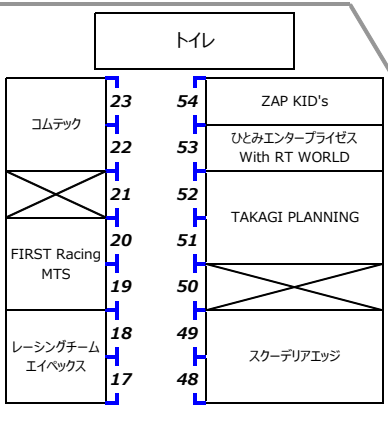 トイレ
23 54 ZAP KID's
コムテック
22 53 ひとみエンタープライゼス
With RT WORLD
21 52
TAKAGI PLANNING
20 51
FIRST Racing
MTS
19 50
18 49
レーシングチーム
エイペックス
スクーデリアエッジ
17 48